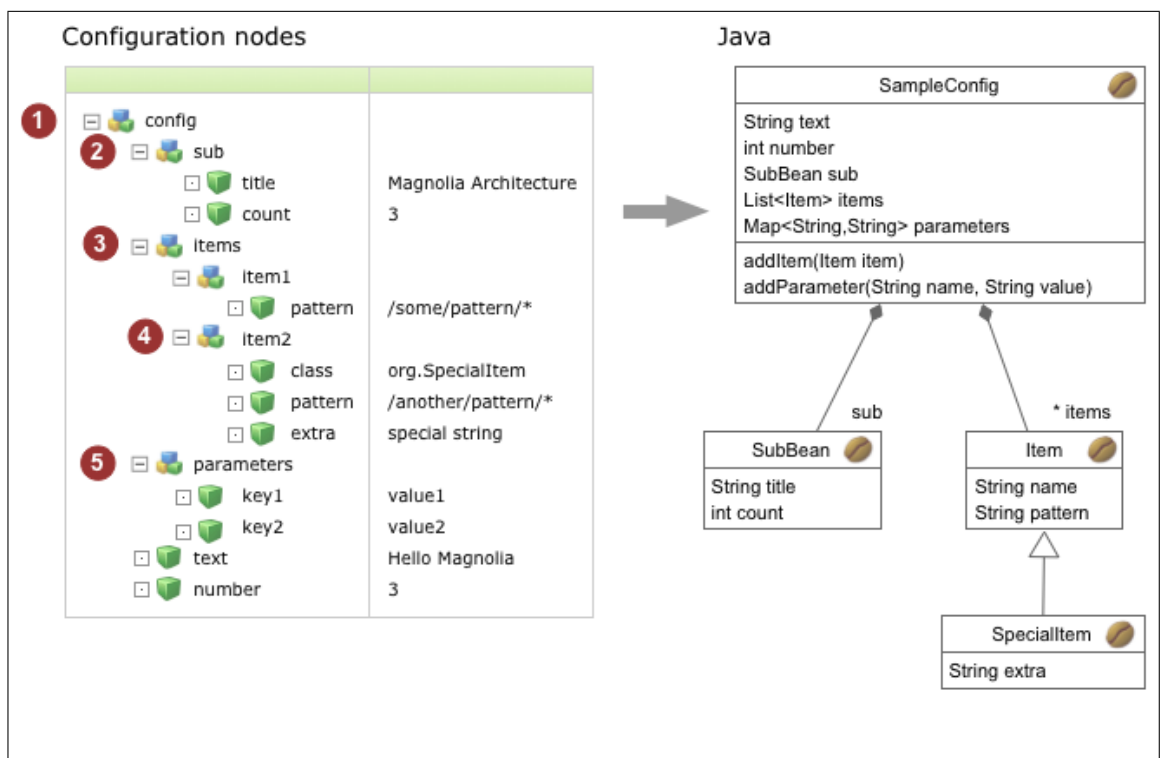 Configuration nodes
1 config
2 sub
title Magnolia Architecture
count 3
3 items
item1
pattern /some/pattern/*
4 item2
class org.SpecialItem
pattern /another/pattern/*
extra special string
5 parameters
key1 value1
key2 value2
text Hello Magnolia
number 3
Java
SampleConfig
String text
int number
SubBean sub
List<Item> items
Map<String,String> parameters
addItem(Item item)
addParameter(String name, String value)
sub
* items
SubBean
String title
int count
Item
String name
String pattern
SpecialItem
String extra